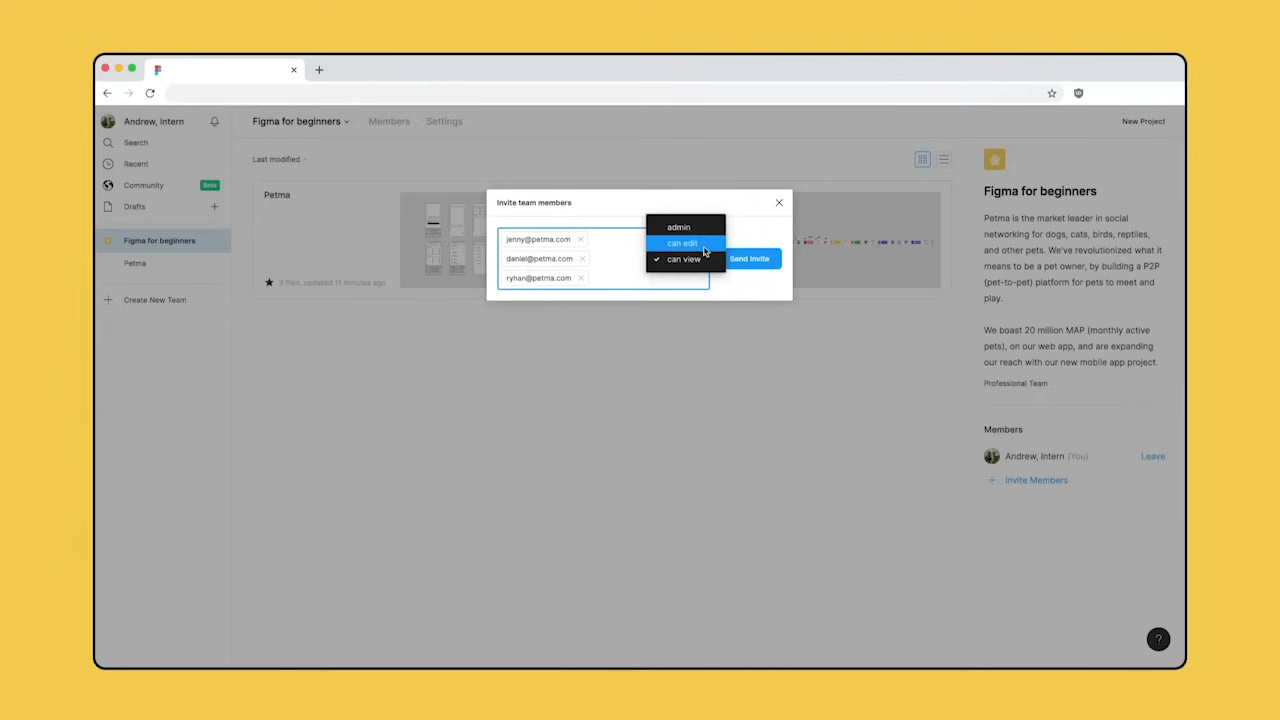 Andrew, Intern
Search
Recent
Community Beta
Drafts
Figma for beginners
Petma
Create New Team
Figma for beginners Members Settings New Project
Last modified
Petma
3 files, updated 11 minutes ago
Invite team members
jenny@petma.com
daniel@petma.com
ryhan@petma.com
admin
can edit
can view
Send Invite
Figma for beginners
Petma is the market leader in social
networking for dogs, cats, birds, reptiles,
and other pets. We've revolutionized what it
means to be a pet owner, by building a P2P
(pet-to-pet) platform for pets to meet and
play.
We boast 20 million MAP (monthly active
pets), on our web app, and are expanding
our reach with our new mobile app project.
Professional Team
Members
Andrew, Intern (You) Leave
Invite Members
?